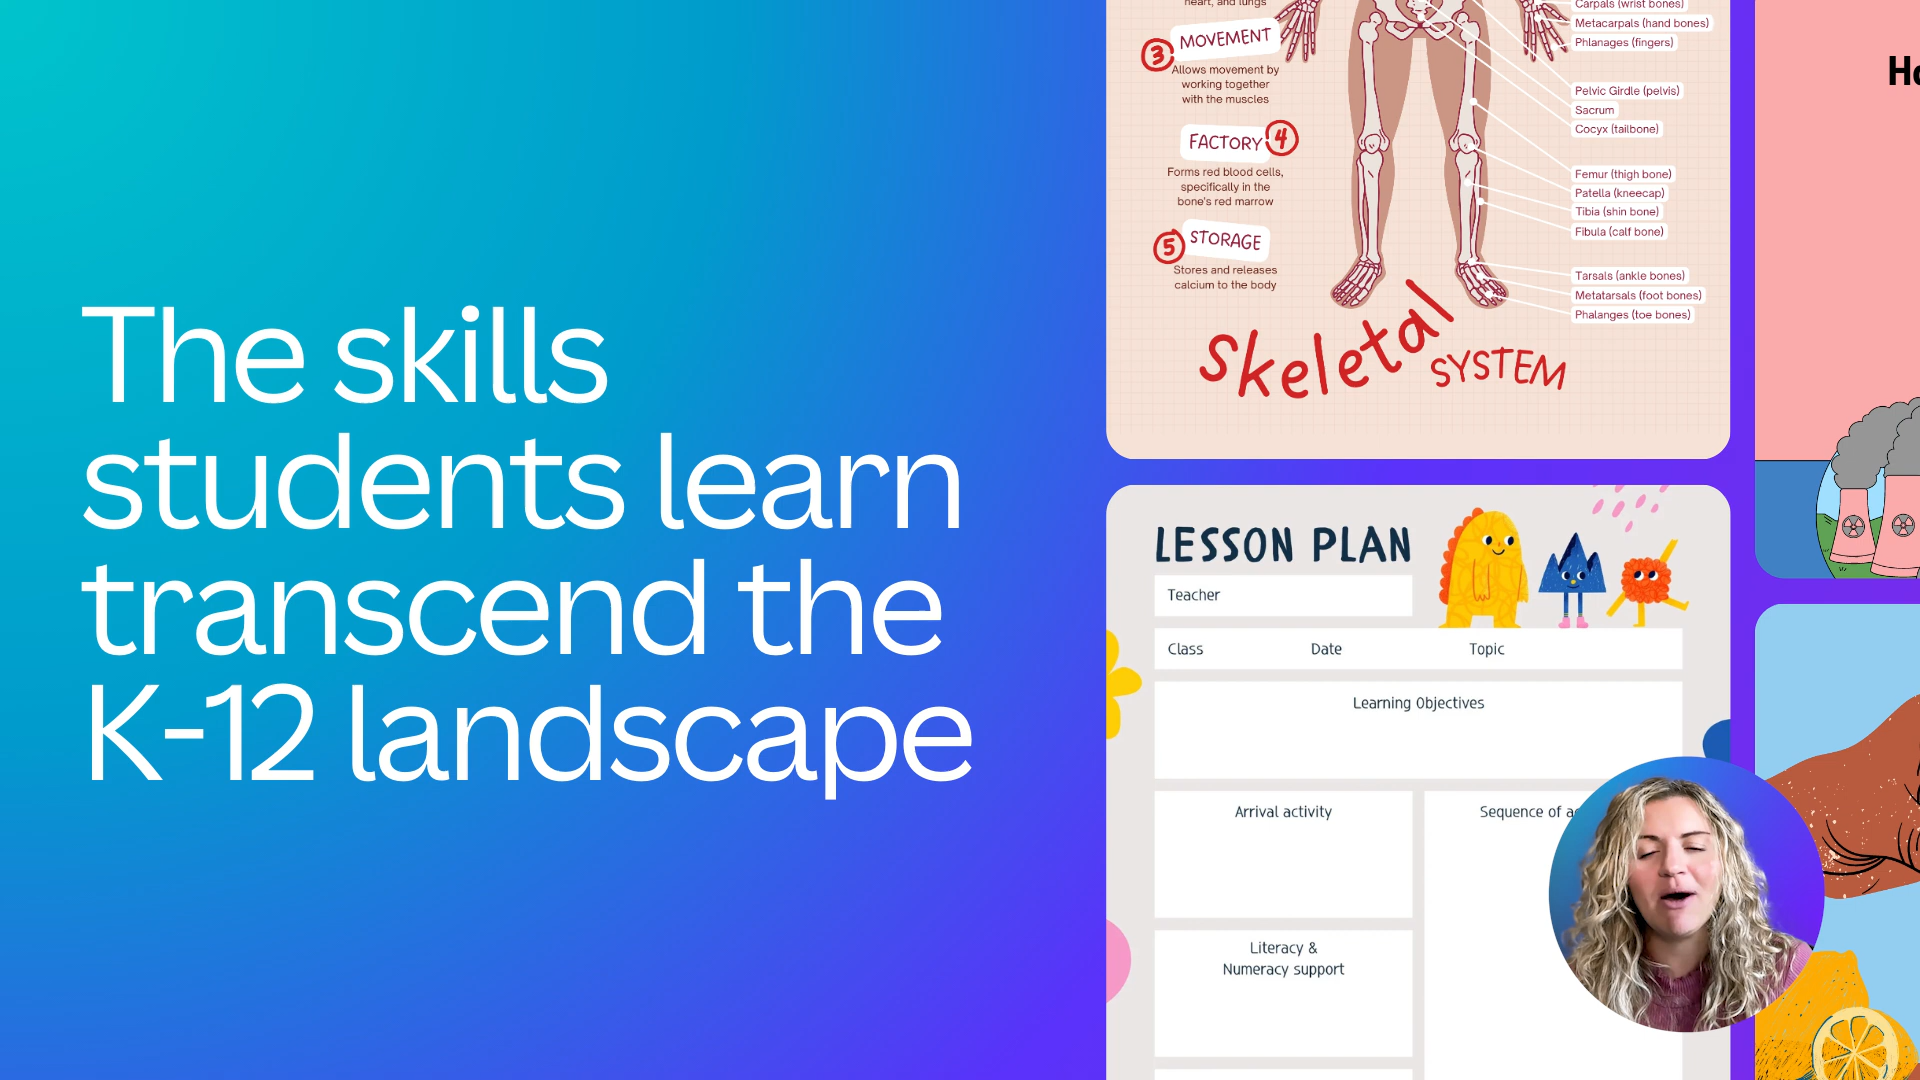 The skills
students learn
transcend the
K-12 landscape
heart, and lungs
3 MOVEMENT
Allows movement by
working together
with the muscles
FACTORY 4
Forms red blood cells,
specifically in the
bone's red marrow
5 STORAGE
Stores and releases
calcium to the body
Carpals (wrist bones)
Metacarpals (hand bones)
Phlanages (fingers)
Pelvic Girdle (pelvis)
Sacrum
Cocyx (tailbone)
Femur (thigh bone)
Patella (kneecap)
Tibia (shin bone)
Fibula (calf bone)
Tarsals (ankle bones)
Metatarsals (foot bones)
Phalanges (toe bones)
Skeletal
SYSTEM
LESSON PLAN
Teacher
Class Date Topic
Learning Objectives
Arrival activity
Sequence of
Literacy &
Numeracy support